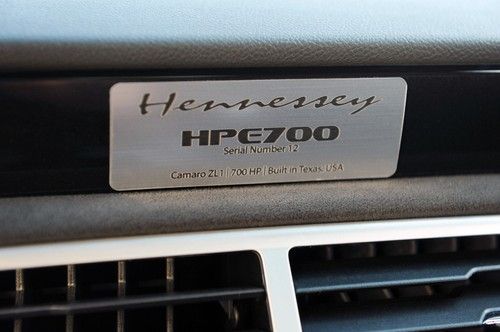 Hennessey
HPE700
Serial Number 12
Camaro ZL1 | 700 HP | Built in Texas, USA